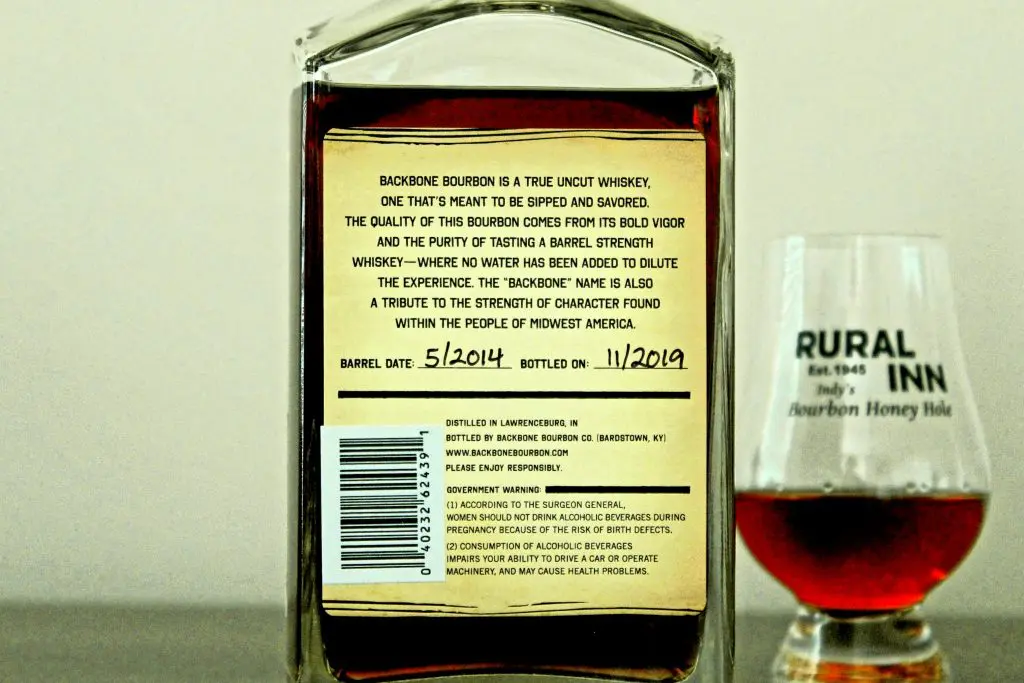 BACKBONE BOURBON IS A TRUE UNCUT WHISKEY,
ONE THAT'S MEANT TO BE SIPPED AND SAVORED.
THE QUALITY OF THIS BOURBON COMES FROM ITS BOLD VIGOR
AND THE PURITY OF TASTING A BARREL STRENGTH
WHISKEY—WHERE NO WATER HAS BEEN ADDED TO DILUTE
THE EXPERIENCE. THE "BACKBONE" NAME IS ALSO
A TRIBUTE TO THE STRENGTH OF CHARACTER FOUND
WITHIN THE PEOPLE OF MIDWEST AMERICA.
BARREL DATE: 5/2014 BOTTLED ON: 11/2019
DISTILLED IN LAWRENCEBURG, IN
BOTTLED BY BACKBONE BOURBON CO. (BARDSTOWN, KY)
WWW.BACKBONEBOURBON.COM
PLEASE ENJOY RESPONSIBLY.
GOVERNMENT WARNING:
(1) ACCORDING TO THE SURGEON GENERAL,
WOMEN SHOULD NOT DRINK ALCOHOLIC BEVERAGES DURING
PREGNANCY BECAUSE OF THE RISK OF BIRTH DEFECTS.
(2) CONSUMPTION OF ALCOHOLIC BEVERAGES
IMPAIRS YOUR ABILITY TO DRIVE A CAR OR OPERATE
MACHINERY, AND MAY CAUSE HEALTH PROBLEMS.
0 40232 62439 1
RURAL
Est. 1945
INN
Indy's
Bourbon Honey Hole